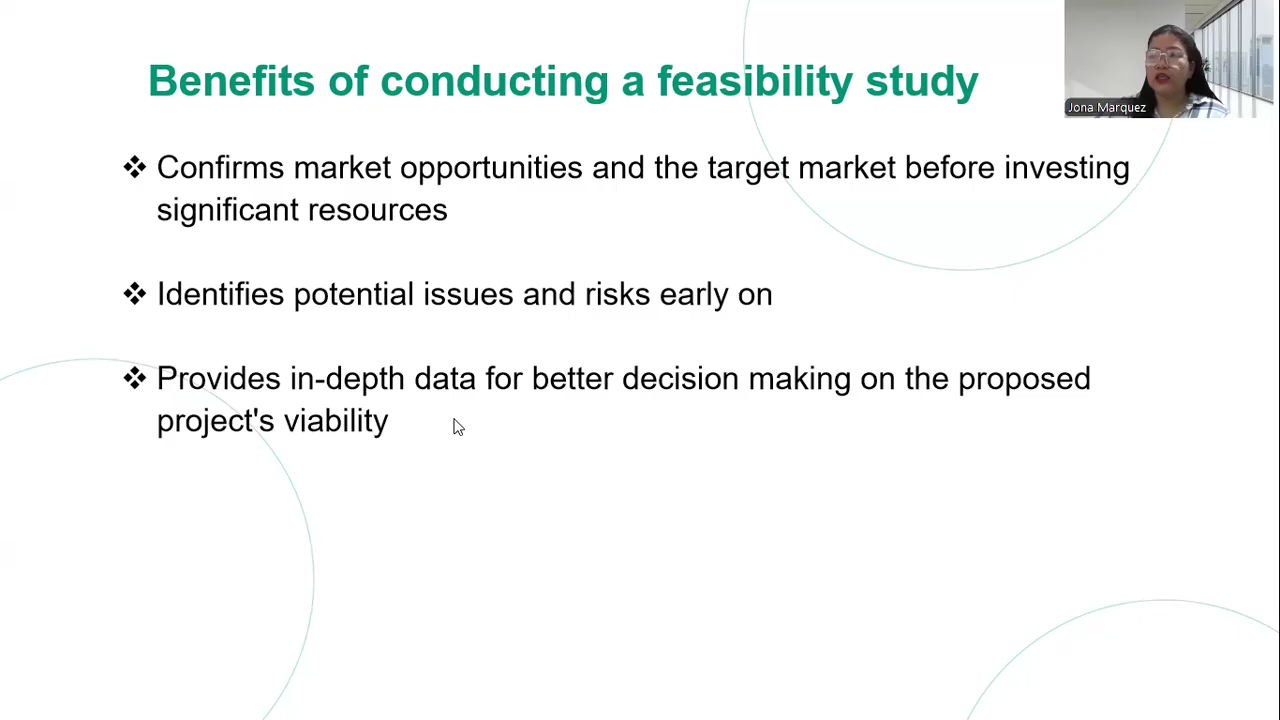 Benefits of conducting a feasibility study
Jona Marquez
❖ Confirms market opportunities and the target market before investing
significant resources
❖ Identifies potential issues and risks early on
❖ Provides in-depth data for better decision making on the proposed
project's viability